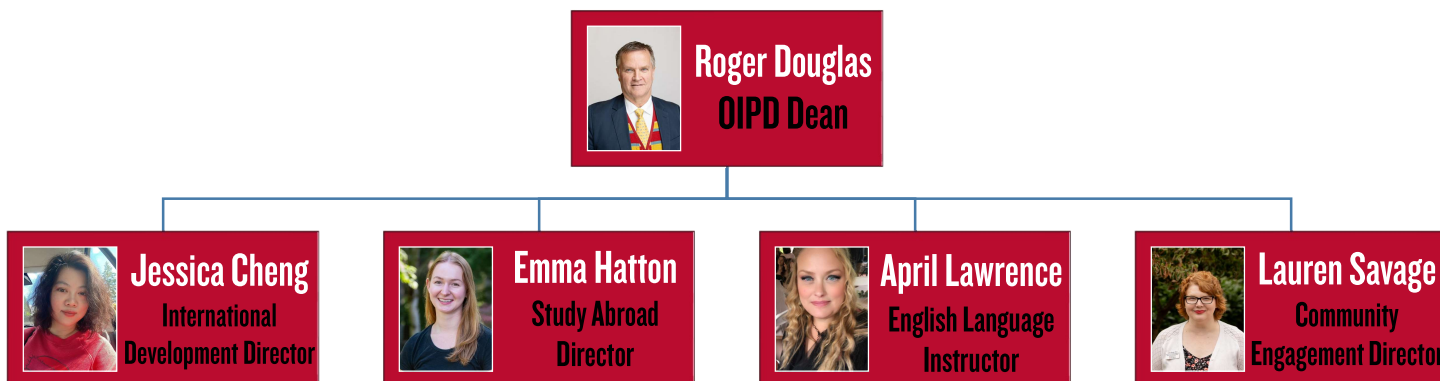 Roger Douglas
OIPD Dean
Jessica Cheng
International
Development Director
Emma Hatton
Study Abroad
Director
April Lawrence
English Language
Instructor
Lauren Savage
Community
Engagement Director